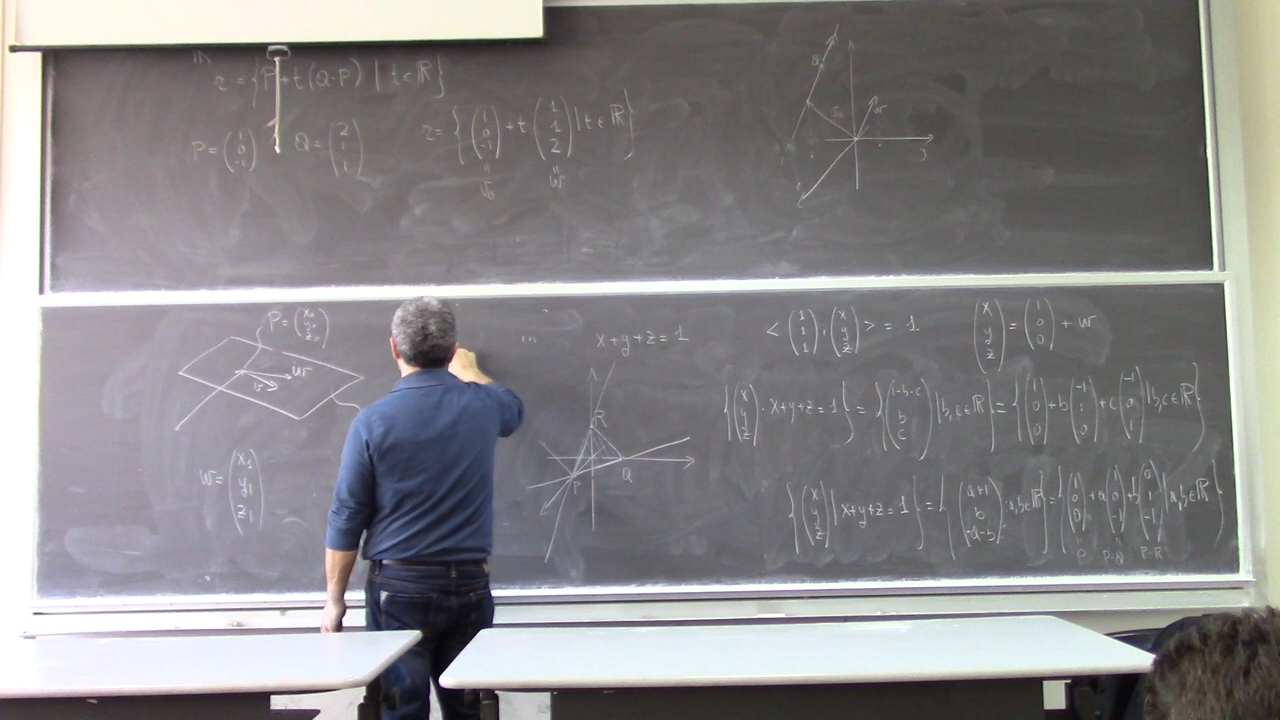 r = {P + t(Q-P) | t ∈ ℝ}
P = (1 0 -1) Q = (2 1 1) r = {(1 0 -1) + t (1 1 2) | t ∈ ℝ}
P = (x₀ y₀ z₀)
w
v
w = (x₁ y₁ z₁)
... x+y+z=1
R
P
Q
< (1 1 1), (x y z) > = 1 (x y z) = (1 0 0) + w
{(x y z) : x+y+z=1} = {(1-b-c b c) | b,c ∈ ℝ} = {(1 0 0) + b (-1 1 0) + c (-1 0 1) | b,c ∈ ℝ}
{(x y z) | x+y+z=1} = {(a+1 b -a-b) : a,b ∈ ℝ} = {(1 0 0) + a (1 0 -1) + b (0 1 -1) | a,b ∈ ℝ}
P-R